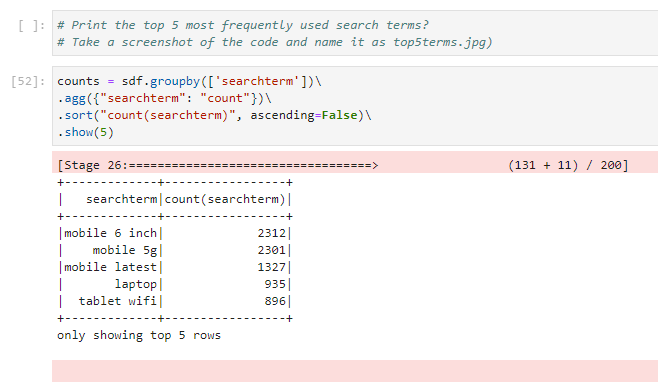 [ ]: # Print the top 5 most frequently used search terms?
# Take a screenshot of the code and name it as top5terms.jpg)
[52]: counts = sdf.groupby(['searchterm'])\
.agg({"searchterm": "count"})\
.sort("count(searchterm)", ascending=False)\
.show(5)
[Stage 26:==================================>                  (131 + 11) / 200]
+-------------+-----------------+
|   searchterm|count(searchterm)|
+-------------+-----------------+
|mobile 6 inch|             2312|
|    mobile 5g|             2301|
|mobile latest|             1327|
|       laptop|              935|
|  tablet wifi|              896|
+-------------+-----------------+
only showing top 5 rows